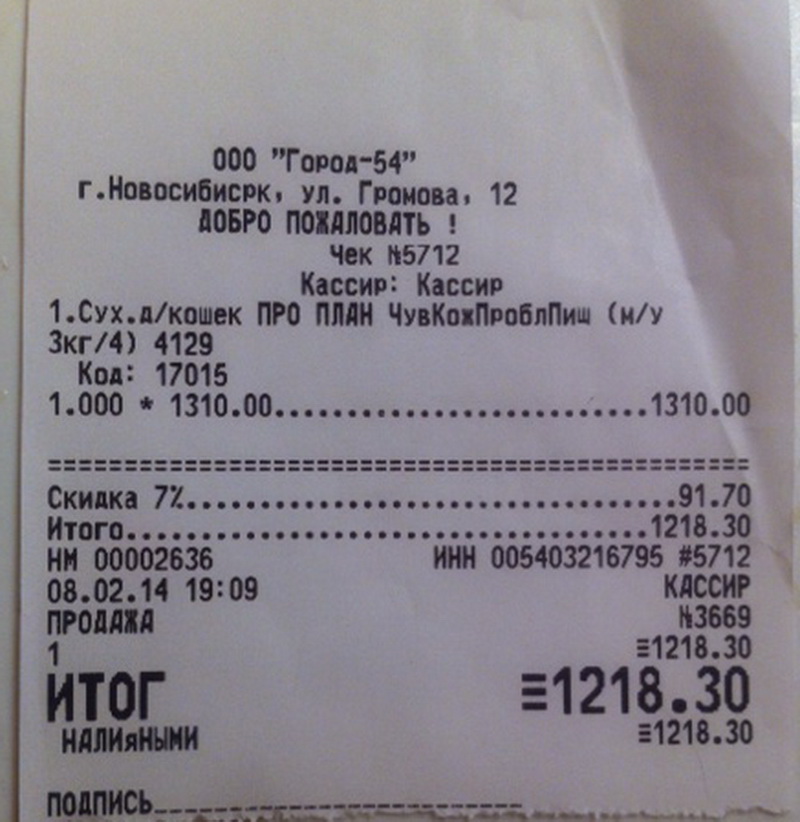 ООО "Город-54"
г.Новосибисрк, ул. Громова, 12
ДОБРО ПОЖАЛОВАТЬ !
Чек №5712
Кассир: Кассир
1.Сух.д/кошек ПРО ПЛАН ЧувКожПроблПищ (м/у
3кг/4) 4129
Код: 17015
1.000 * 1310.00................................1310.00
==============================================
Скидка 7%..................................91.70
Итого....................................1218.30
НМ 00002636 ИНН 005403216795 #5712
08.02.14 19:09 КАССИР
ПРОДАЖА №3669
1 ≡1218.30
ИТОГ ≡1218.30
НАЛИяНЫМИ ≡1218.30
ПОДПИСЬ________________________